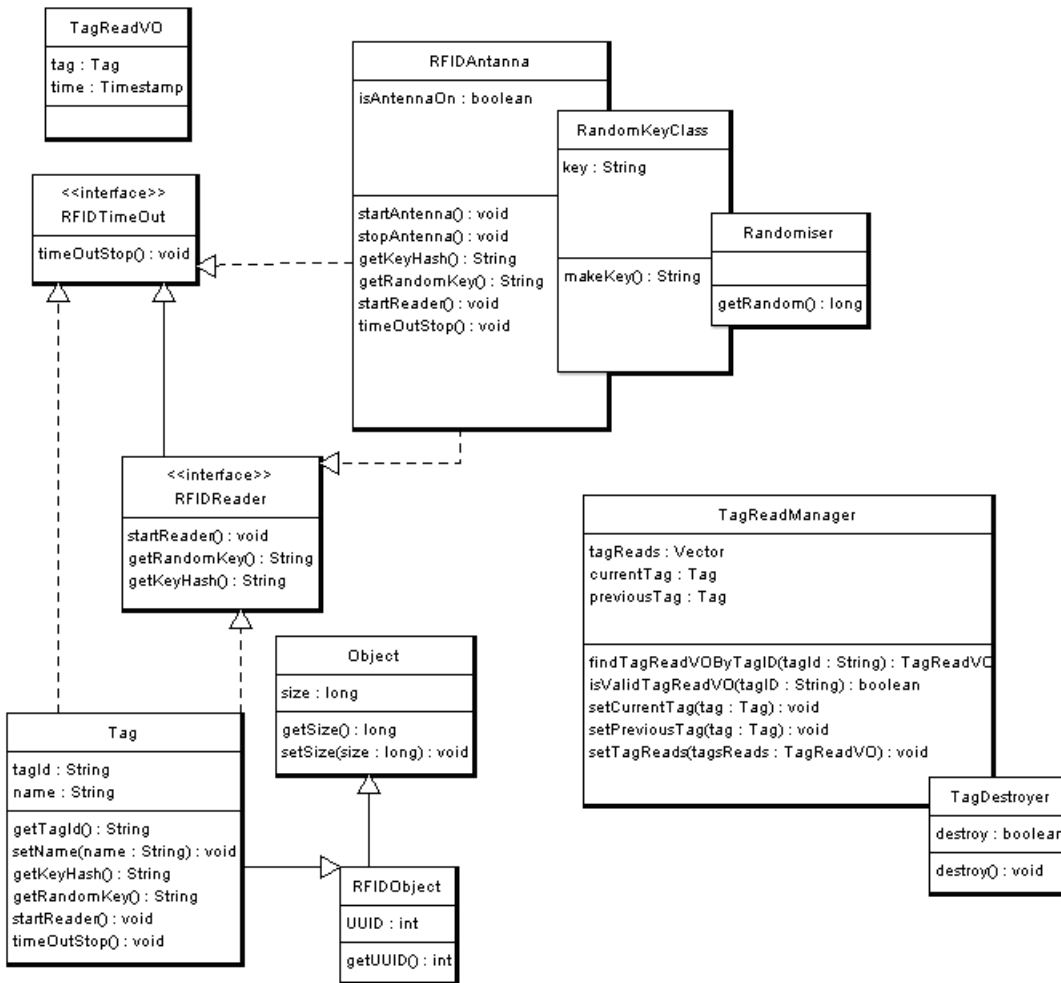 TagReadVO
tag : Tag
time : Timestamp
<<interface>>
RFIDTimeOut
timeOutStop() : void
RFIDAntanna
isAntennaOn : boolean
startAntenna() : void
stopAntenna() : void
getKeyHash() : String
getRandomKey() : String
startReader() : void
timeOutStop() : void
RandomKeyClass
key : String
makeKey() : String
Randomiser
getRandom() : long
<<interface>>
RFIDReader
startReader() : void
getRandomKey() : String
getKeyHash() : String
Object
size : long
getSize() : long
setSize(size : long) : void
Tag
tagId : String
name : String
getTagId() : String
setName(name : String) : void
getKeyHash() : String
getRandomKey() : String
startReader() : void
timeOutStop() : void
RFIDObject
UUID : int
getUUID() : int
TagReadManager
tagReads : Vector
currentTag : Tag
previousTag : Tag
findTagReadVOByTagID(tagId : String) : TagReadVO
isValidTagReadVO(tagID : String) : boolean
setCurrentTag(tag : Tag) : void
setPreviousTag(tag : Tag) : void
setTagReads(tagsReads : TagReadVO) : void
TagDestroyer
destroy : boolean
destroy() : void